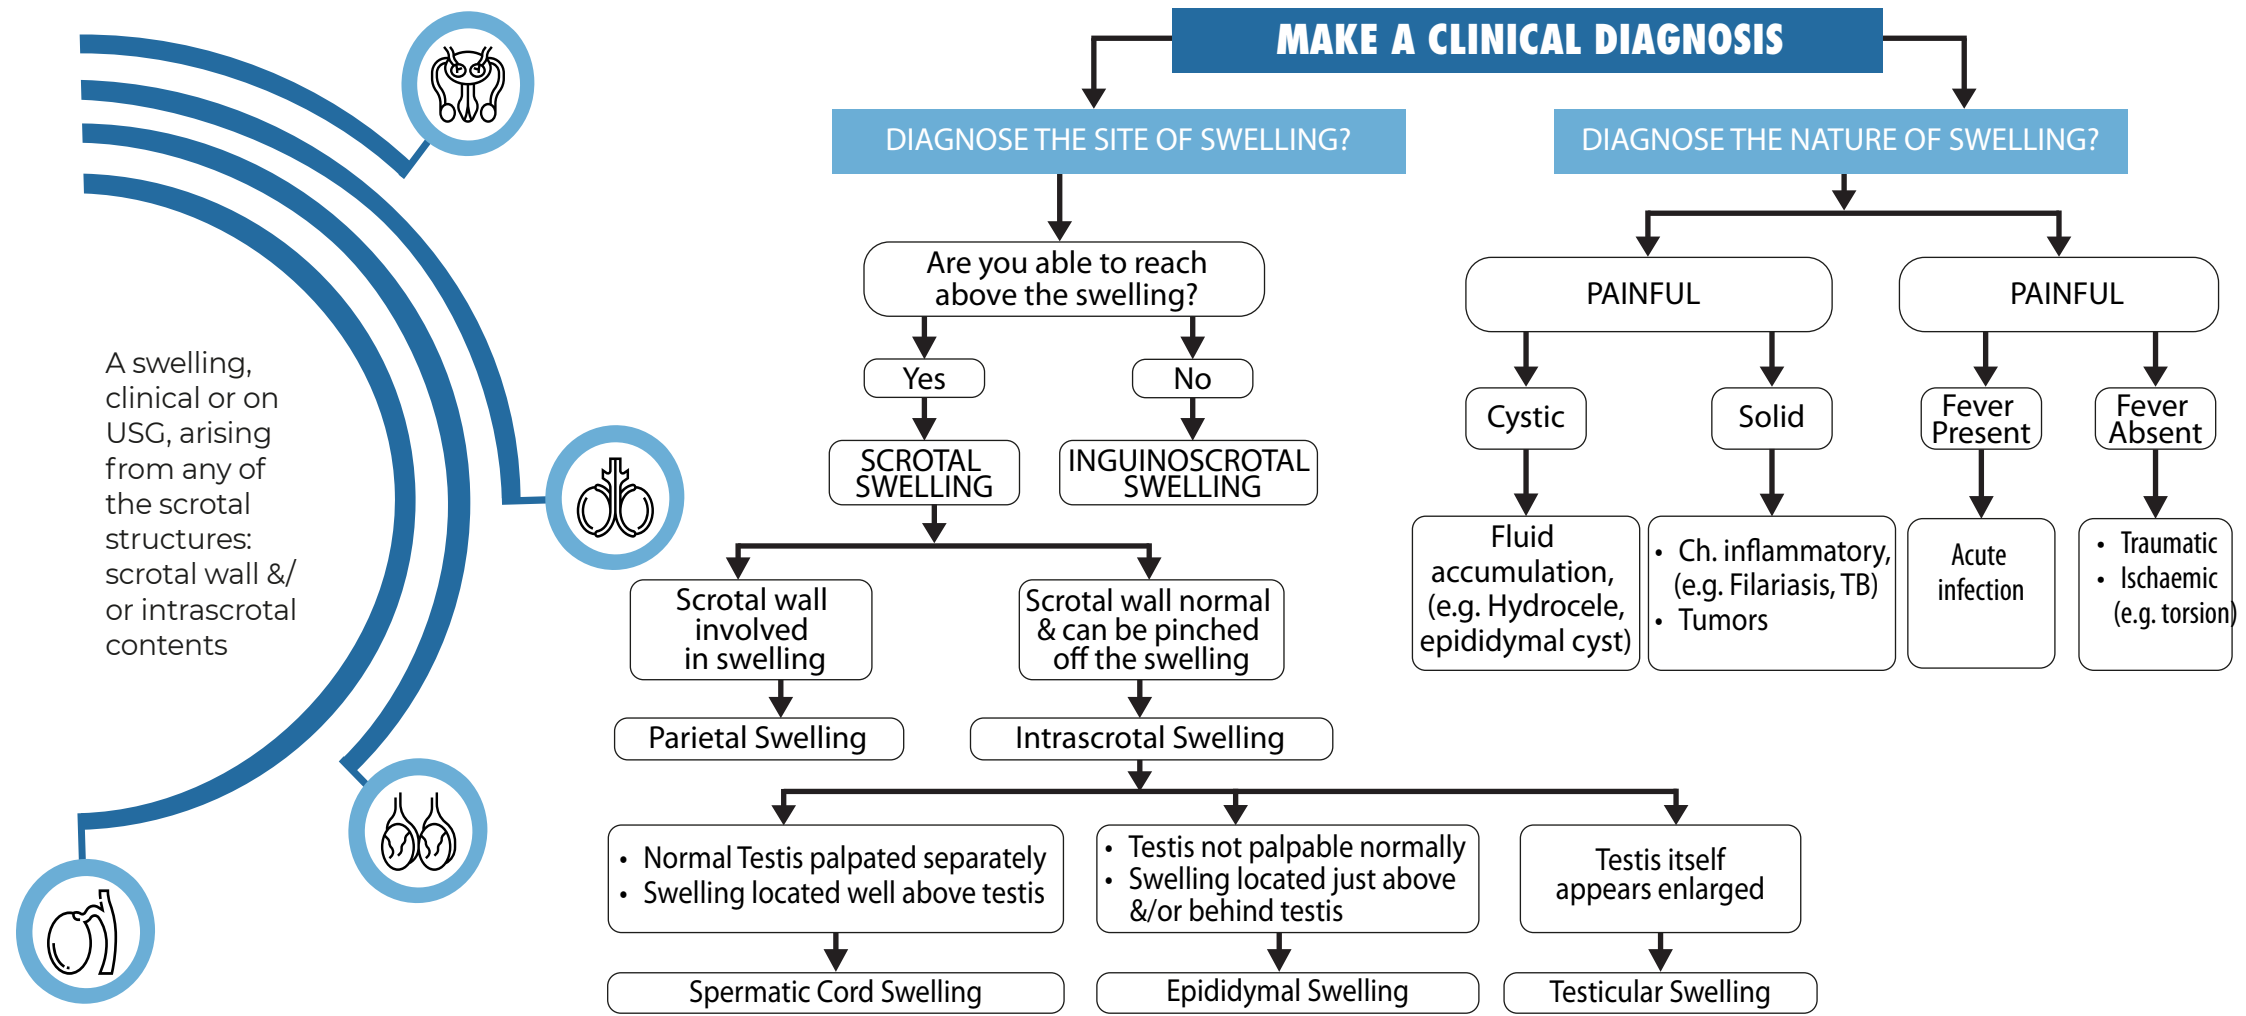 MAKE A CLINICAL DIAGNOSIS
A swelling,
clinical or on
USG, arising
from any of
the scrotal
structures:
scrotal wall &/
or intrascrotal
contents
DIAGNOSE THE SITE OF SWELLING?
Are you able to reach
above the swelling?
Yes
No
SCROTAL
SWELLING
INGUINOSCROTAL
SWELLING
Scrotal wall
involved
in swelling
Scrotal wall normal
& can be pinched
off the swelling
Parietal Swelling
Intrascrotal Swelling
• Normal Testis palpated separately
• Swelling located well above testis
• Testis not palpable normally
• Swelling located just above
&/or behind testis
Testis itself
appears enlarged
Spermatic Cord Swelling
Epididymal Swelling
Testicular Swelling
DIAGNOSE THE NATURE OF SWELLING?
PAINFUL
PAINFUL
Cystic
Solid
Fever
Present
Fever
Absent
Fluid
accumulation,
(e.g. Hydrocele,
epididymal cyst)
• Ch. inflammatory,
(e.g. Filariasis, TB)
• Tumors
Acute
infection
• Traumatic
• Ischaemic
(e.g. torsion)